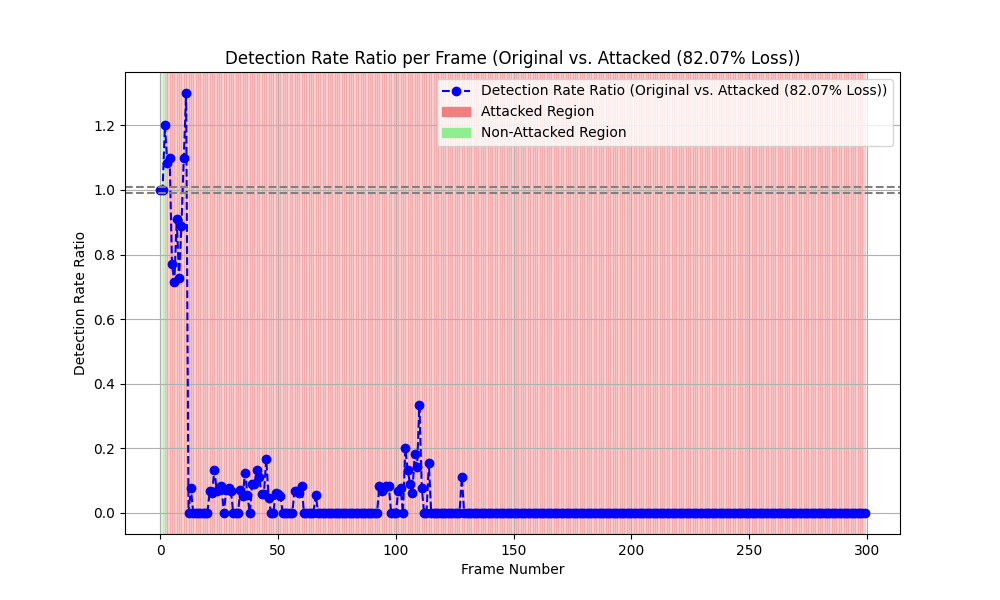 Detection Rate Ratio per Frame (Original vs. Attacked (82.07% Loss))
Detection Rate Ratio (Original vs. Attacked (82.07% Loss))
Attacked Region
Non-Attacked Region
Detection Rate Ratio
1.2
1.0
0.8
0.6
0.4
0.2
0.0
0 50 100 150 200 250 300
Frame Number